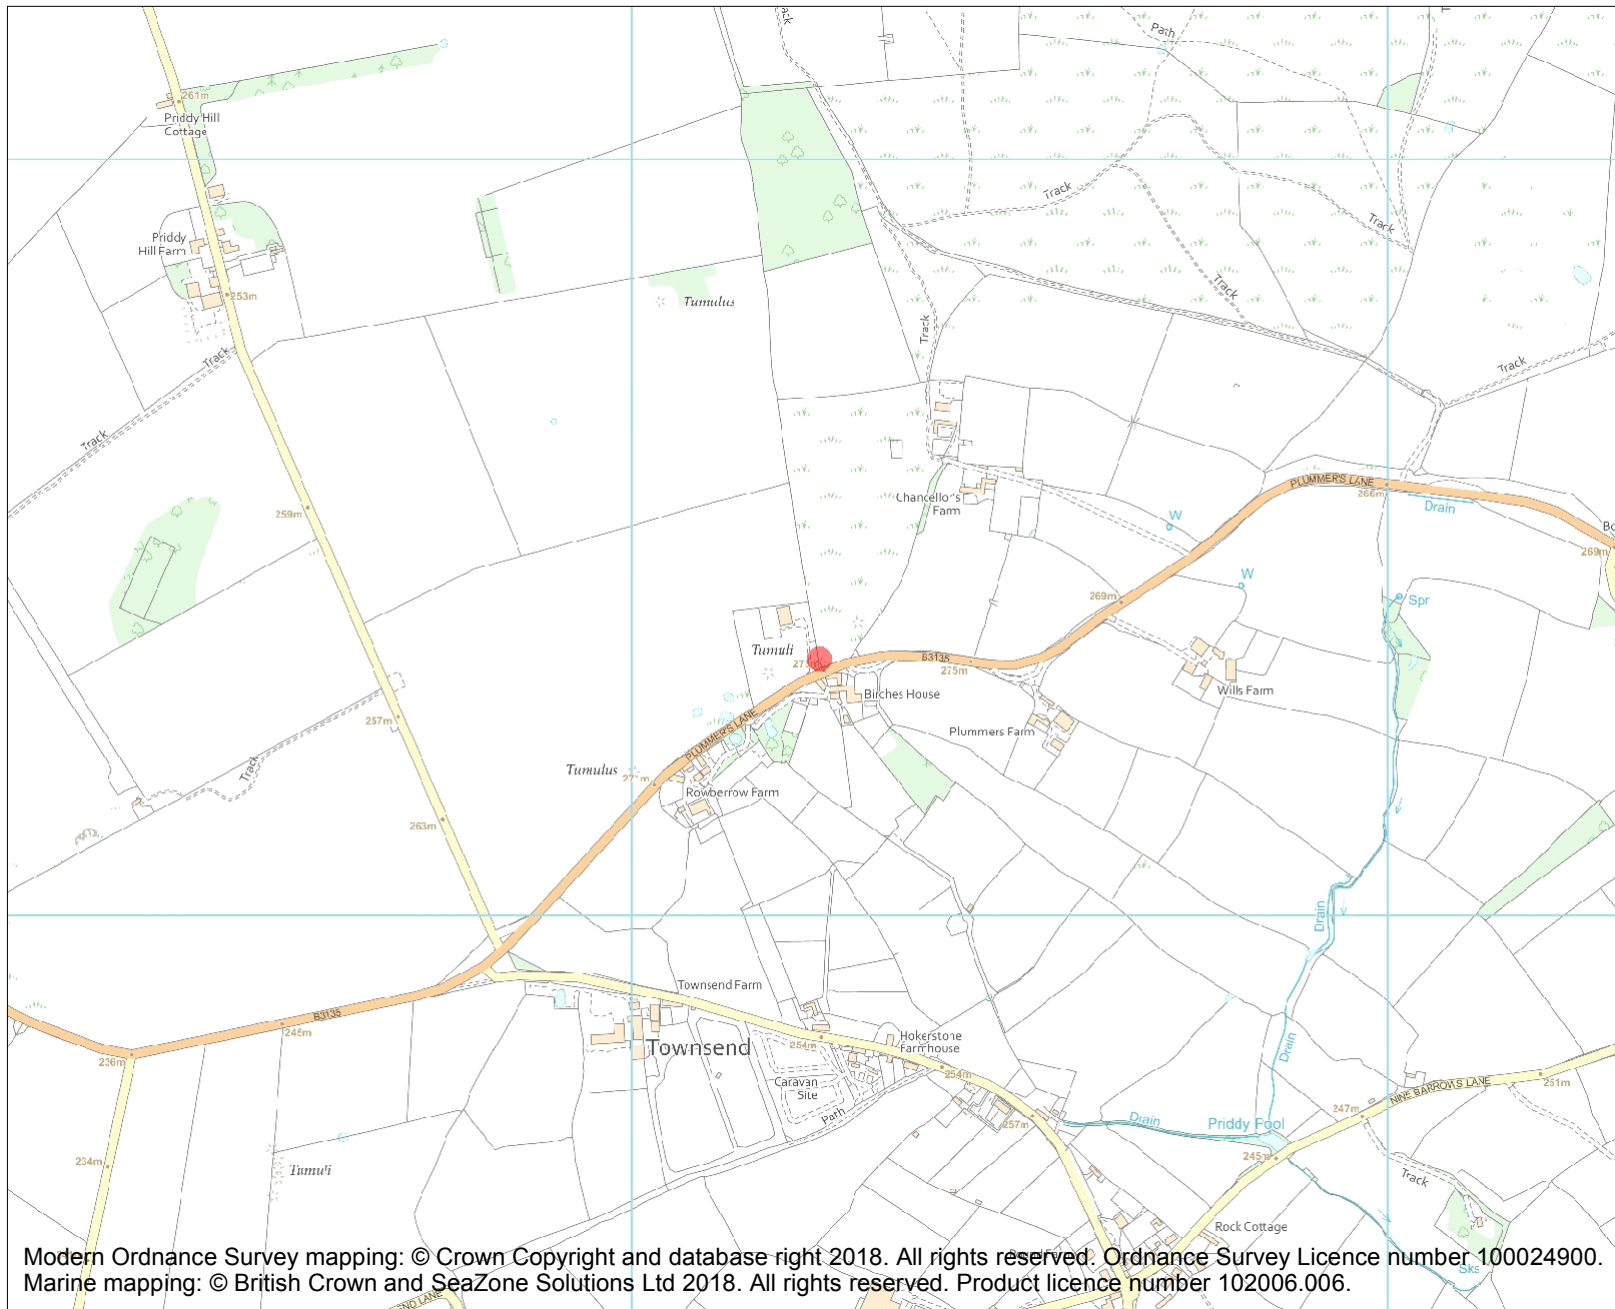 Track
Path
261m
Priddy Hill
Cottage
Track
Track
Priddy
Hill Farm
253m
Track
Tumulus
Track
Track
Track
Track
Chancellor's
Farm
PLUMMER'S LANE
266m
Drain
W
259m
269m
W
269m
Spr
Tumuli
B3135
275m
Birches House
Wills Farm
257m
PLUMMER'S LANE
Plummers Farm
Track
Tumulus
Rowberrow Farm
263m
Drain
Townsend Farm
B3135
245m
236m
Townsend
254m
Hokerstone
Farmhouse
Drain
Caravan
Site
254m
Path
257m
Drain
Priddy Pool
247m
NINE BARROWS LANE
251m
245m
234m
Tumuli
Track
Rock Cottage
Modern Ordnance Survey mapping: © Crown Copyright and database right 2018. All rights reserved. Ordnance Survey Licence number 100024900.
Marine mapping: © British Crown and SeaZone Solutions Ltd 2018. All rights reserved. Product licence number 102006.006.
Sks